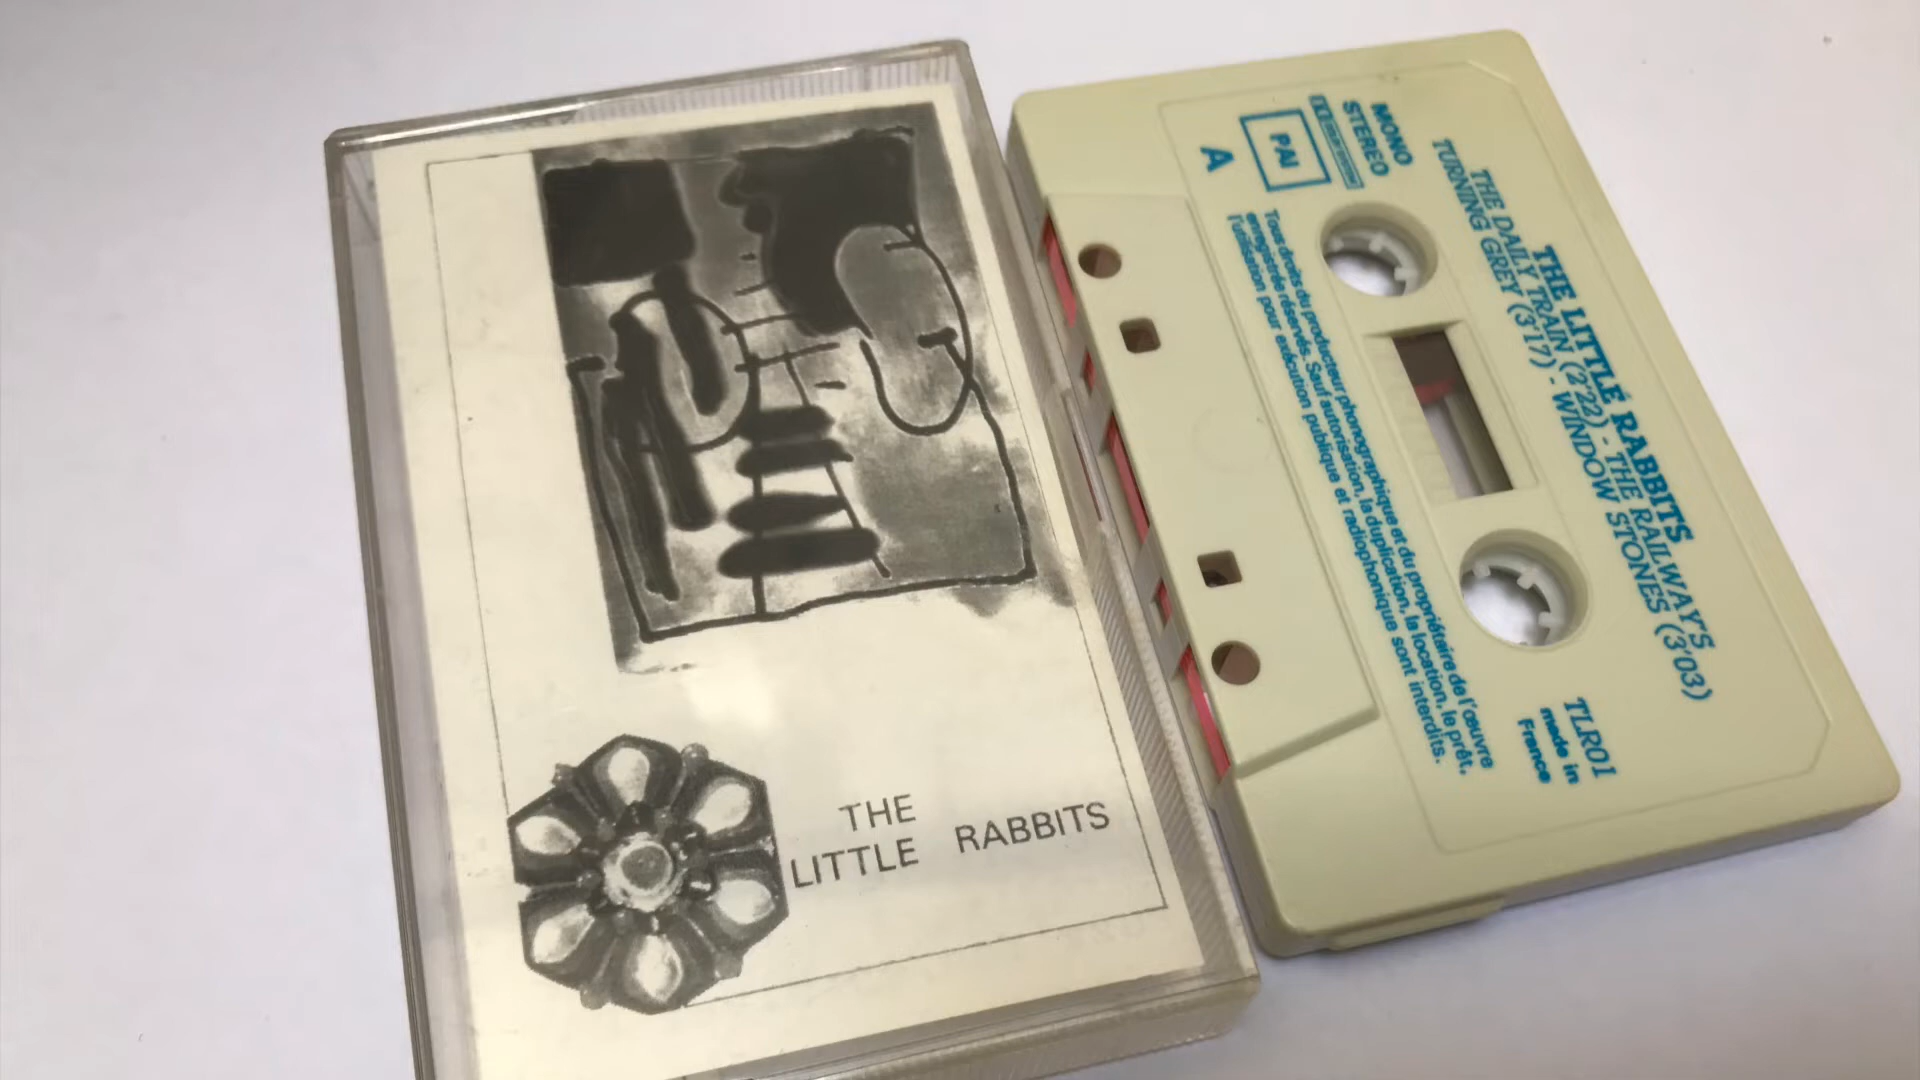 THE
LITTLE RABBITS
THE LITTLÉ RABBITS
THE DAILY TRAIN (2'22) - THE RAILWAY'S
TURNING GREY (3'17) - WINDOW STONES (3'03)
MONO
STEREO
PAI
A
Tous droits du producteur phonographique et du propriétaire de l'œuvre
enregistrée réservés. Sauf autorisation, la duplication, la location, le prêt,
l'utilisation pour exécution publique et radiophonique sont interdits.
TLR01
made in
France